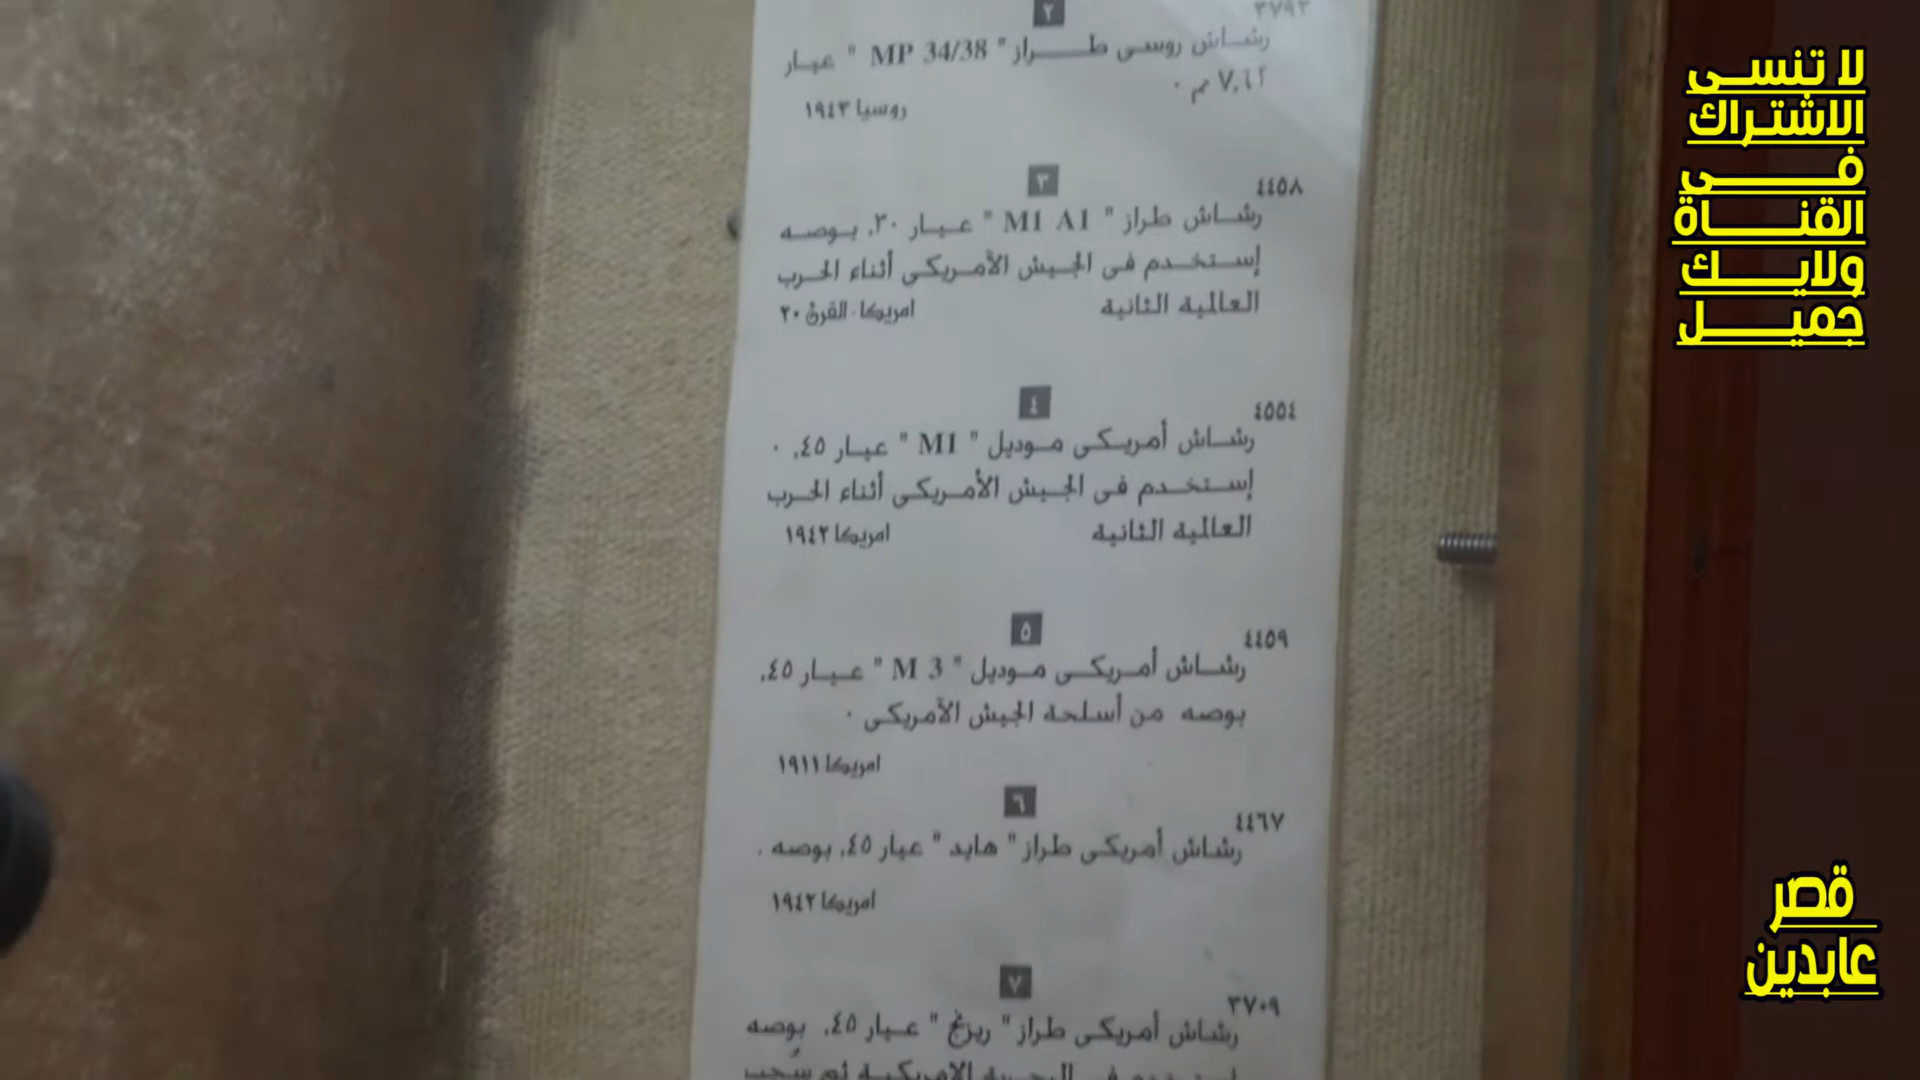 ٢
٣٧٩٣
رشاش روسى طراز " MP 34/38 " عيار
٧,٦٢ مم ٠
روسيا ١٩٤٣
٣
٤٤٥٨
رشاش طراز " M1 A1 " عيار ٣٠, بوصه
إستخدم فى الجيش الأمريكى أثناء الحرب
العالمية الثانية
امريكا - القرن ٢٠
٤
٤٥٥٤
رشاش أمريكى موديل " M1 " عيار ٤٥, ٠
إستخدم فى الجيش الأمريكى أثناء الحرب
العالمية الثانية
امريكا ١٩٤٢
٥
٤٤٥٩
رشاش أمريكى موديل " M 3 " عيار ٤٥,
بوصه من أسلحة الجيش الأمريكى ٠
امريكا ١٩١١
٦
٤٤٦٧
رشاش أمريكى طراز " هايد " عيار ٤٥, بوصه .
امريكا ١٩٤٢
٧
٣٧٠٩
رشاش أمريكى طراز " ريزنج " عيار ٤٥, بوصه
لا تنسى
الاشتراك
فى
القناة
ولايك
جميل
قصر
عابدين